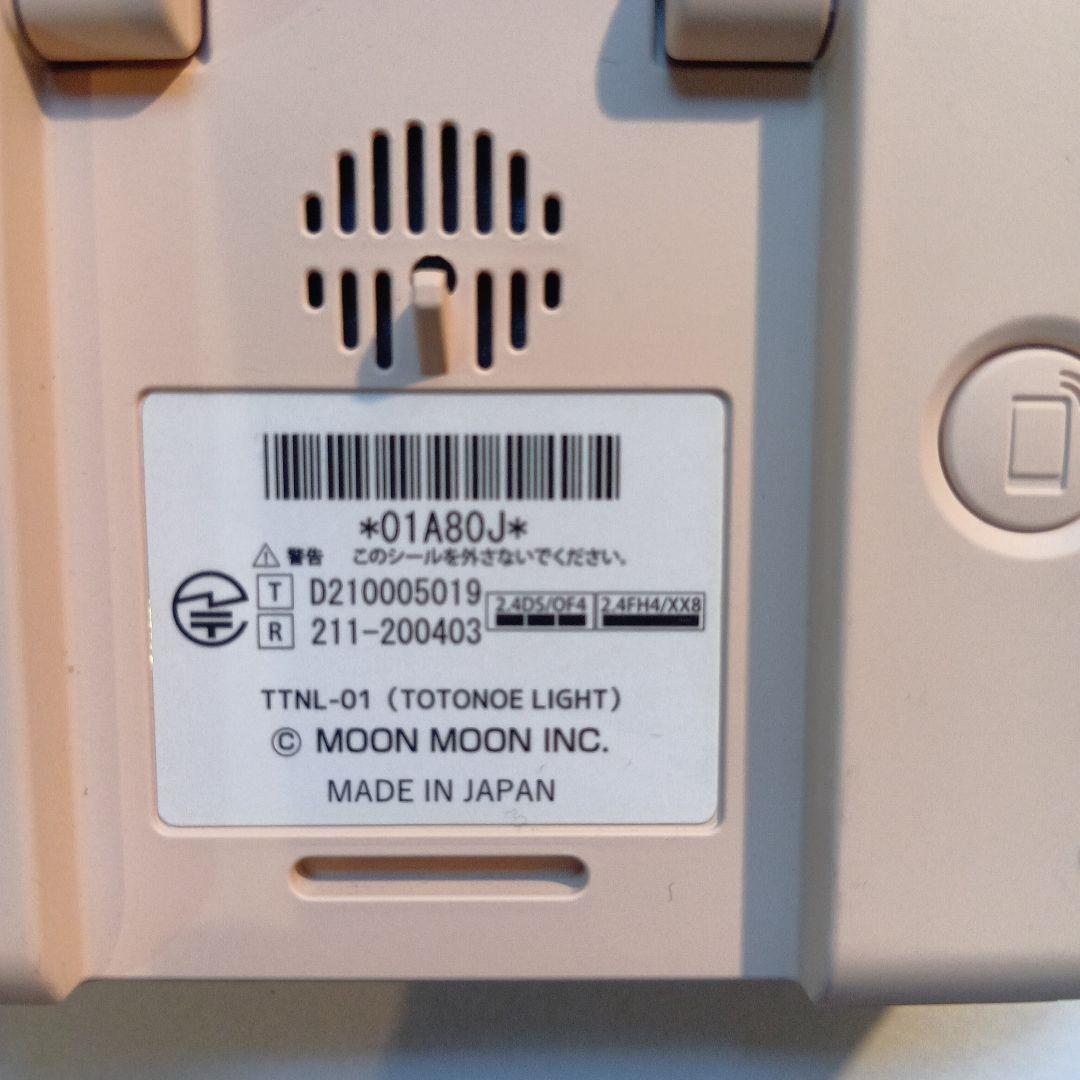 *01A80J*
⚠ 警告 このシールを外さないでください。
T D210005019
R 211-200403
2.4DS/OF4 2.4FH4/XX8
TTNL-01（TOTONOE LIGHT）
© MOON MOON INC.
MADE IN JAPAN